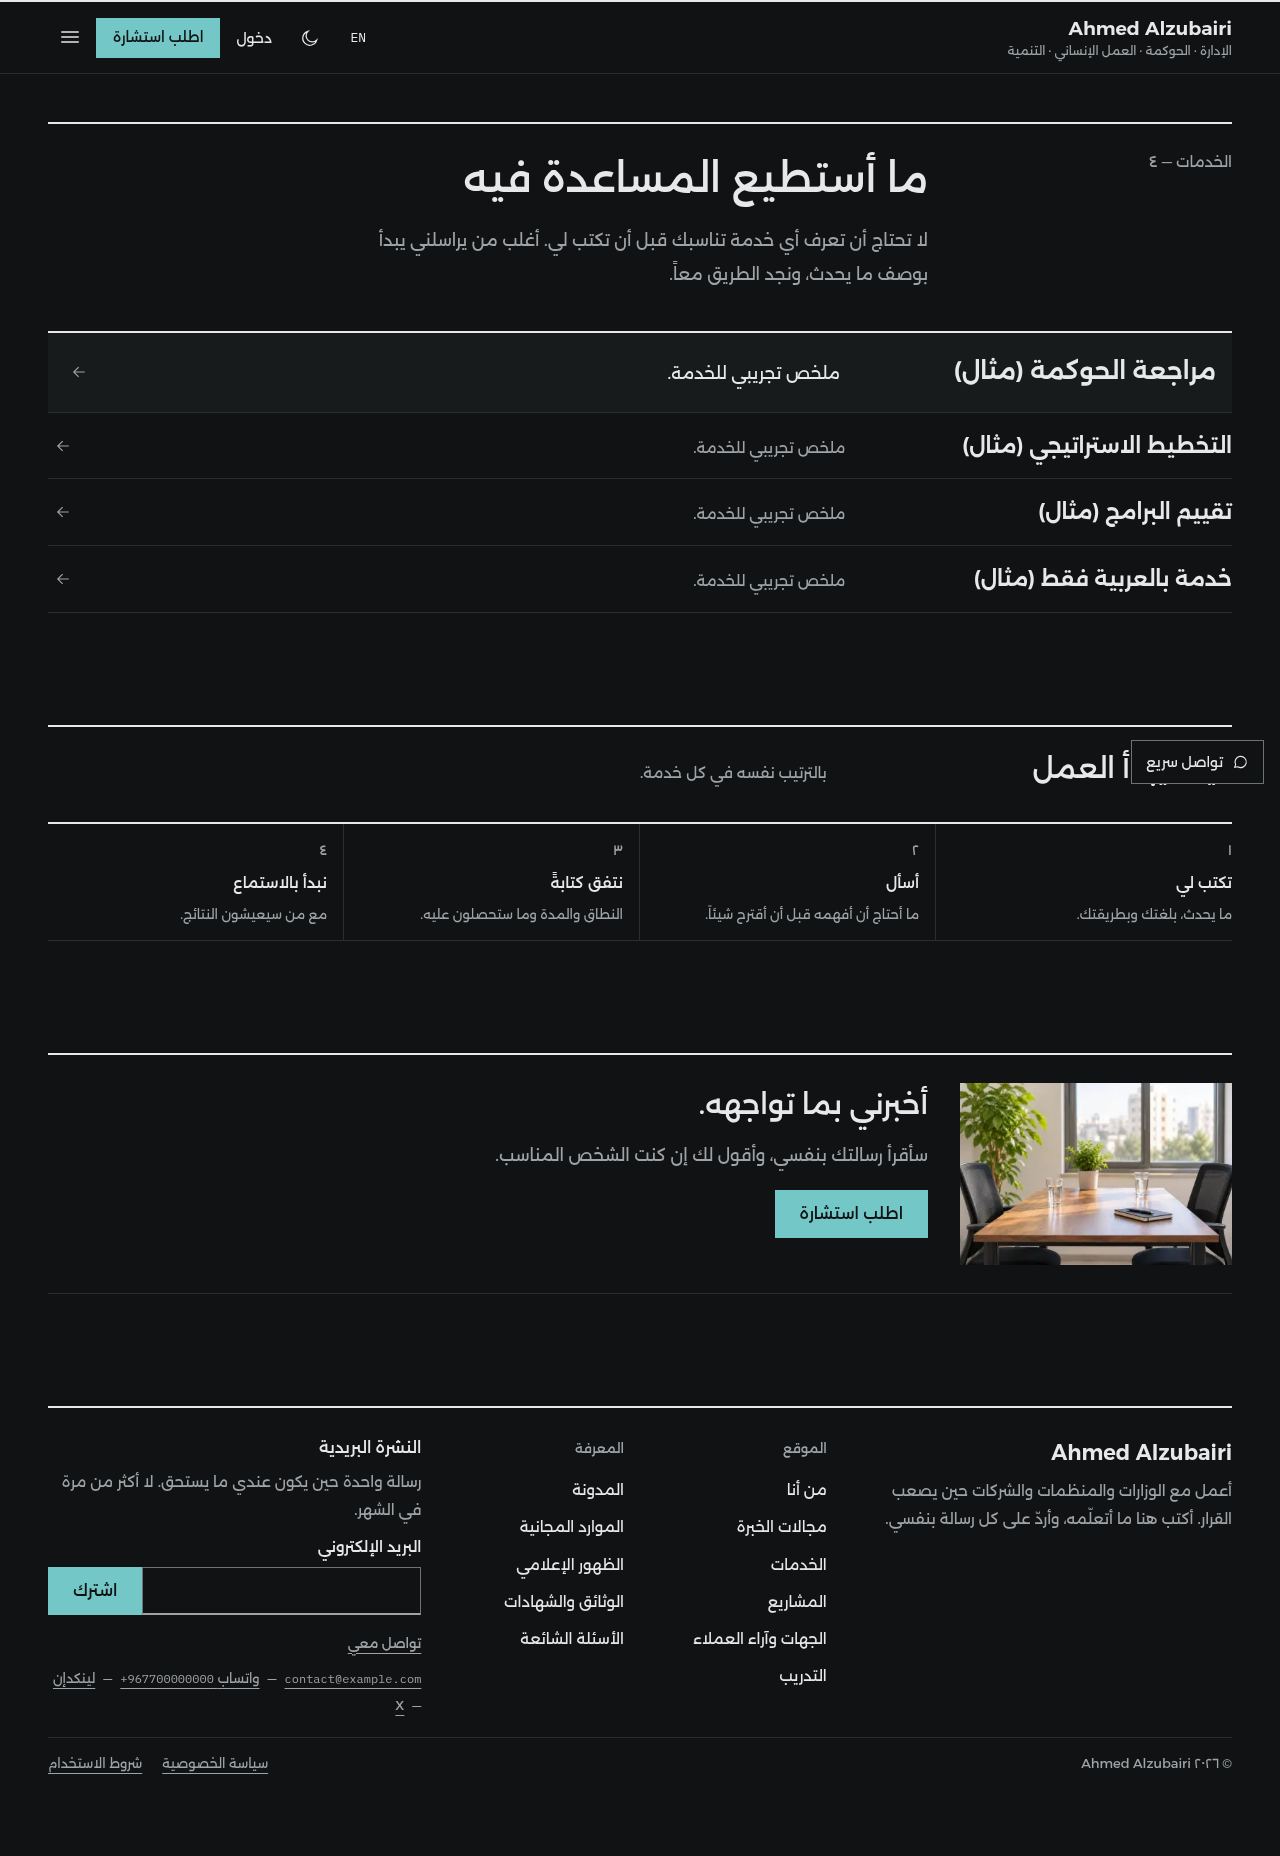 Ahmed Alzubairi
الإدارة · الحوكمة · العمل الإنساني · التنمية
EN
دخول
اطلب استشارة
الخدمات — ٤
ما أستطيع المساعدة فيه
لا تحتاج أن تعرف أي خدمة تناسبك قبل أن تكتب لي. أغلب من يراسلني يبدأ
بوصف ما يحدث، ونجد الطريق معاً.
مراجعة الحوكمة (مثال)
ملخص تجريبي للخدمة.
←
التخطيط الاستراتيجي (مثال)
ملخص تجريبي للخدمة.
←
تقييم البرامج (مثال)
ملخص تجريبي للخدمة.
←
خدمة بالعربية فقط (مثال)
ملخص تجريبي للخدمة.
←
تواصل سريع
أ العمل
بالترتيب نفسه في كل خدمة.
١
تكتب لي
ما يحدث، بلغتك وبطريقتك.
٢
أسأل
ما أحتاج أن أفهمه قبل أن أقترح شيئاً.
٣
نتفق كتابةً
النطاق والمدة وما ستحصلون عليه.
٤
نبدأ بالاستماع
مع من سيعيشون النتائج.
أخبرني بما تواجهه.
سأقرأ رسالتك بنفسي، وأقول لك إن كنت الشخص المناسب.
اطلب استشارة
Ahmed Alzubairi
أعمل مع الوزارات والمنظمات والشركات حين يصعب
القرار. أكتب هنا ما أتعلّمه، وأردّ على كل رسالة بنفسي.
الموقع
من أنا
مجالات الخبرة
الخدمات
المشاريع
الجهات وآراء العملاء
التدريب
المعرفة
المدونة
الموارد المجانية
الظهور الإعلامي
الوثائق والشهادات
الأسئلة الشائعة
النشرة البريدية
رسالة واحدة حين يكون عندي ما يستحق. لا أكثر من مرة
في الشهر.
البريد الإلكتروني
اشترك
تواصل معي
contact@example.com — واتساب +967700000000 — لينكدإن
— X
© ٢٠٢٦ Ahmed Alzubairi
سياسة الخصوصية
شروط الاستخدام